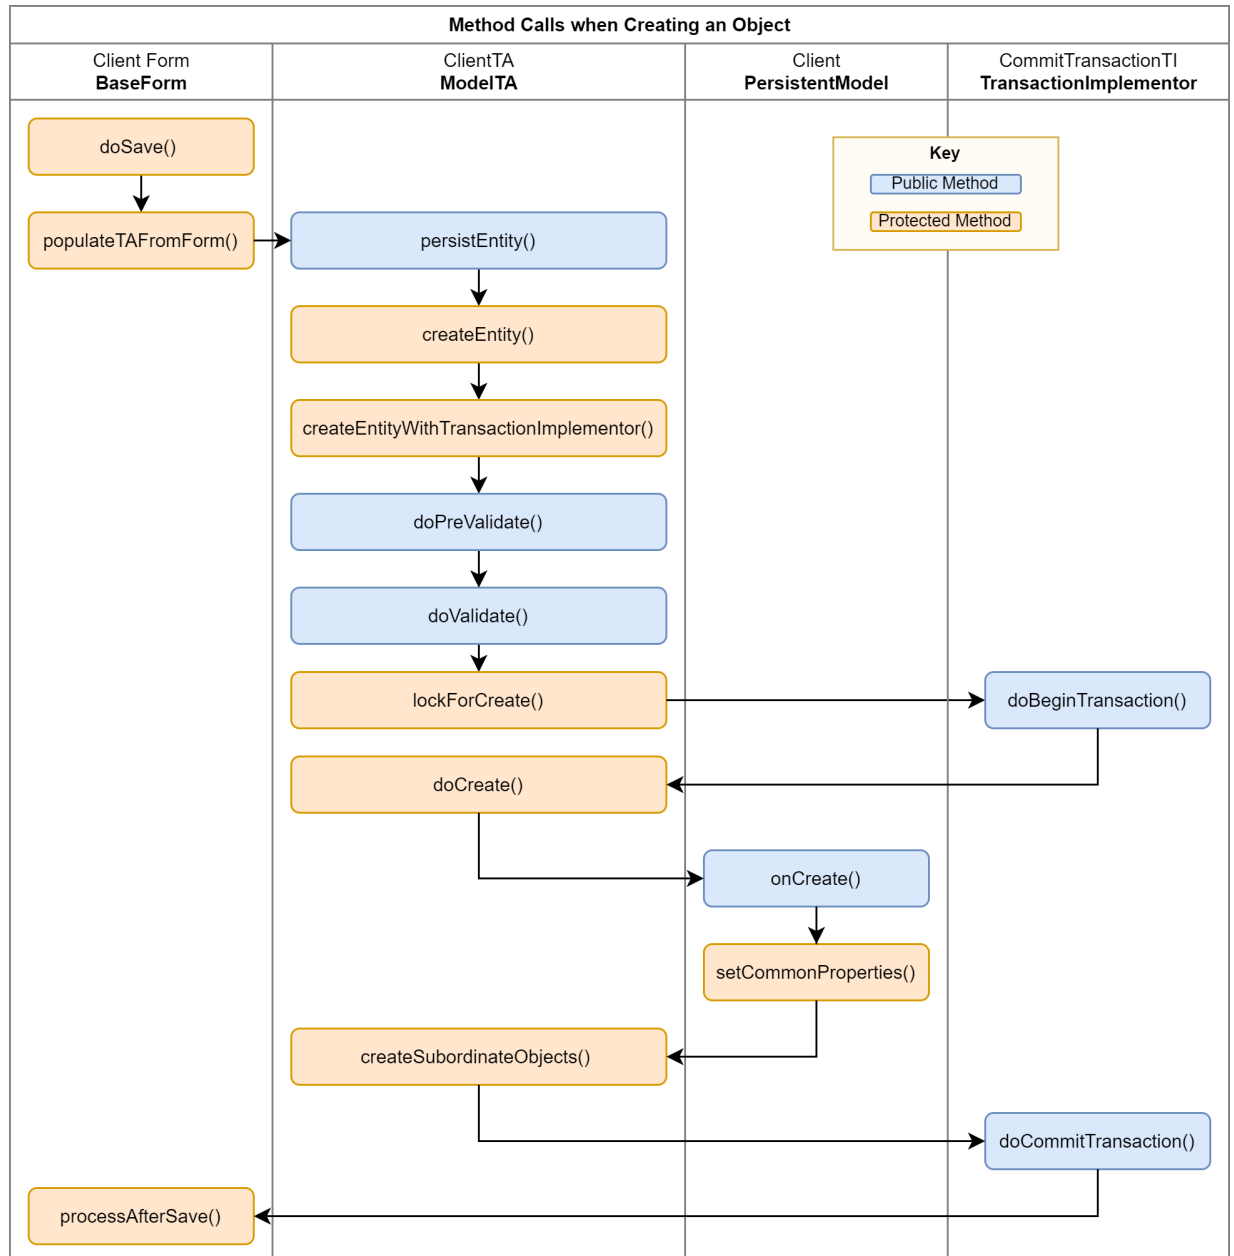 Method Calls when Creating an Object
Client Form
BaseForm
ClientTA
ModelTA
Client
PersistentModel
CommitTransactionTI
TransactionImplementor
doSave()
Key
Public Method
Protected Method
populateTAFromForm()
persistEntity()
createEntity()
createEntityWithTransactionImplementor()
doPreValidate()
doValidate()
lockForCreate()
doBeginTransaction()
doCreate()
onCreate()
setCommonProperties()
createSubordinateObjects()
doCommitTransaction()
processAfterSave()